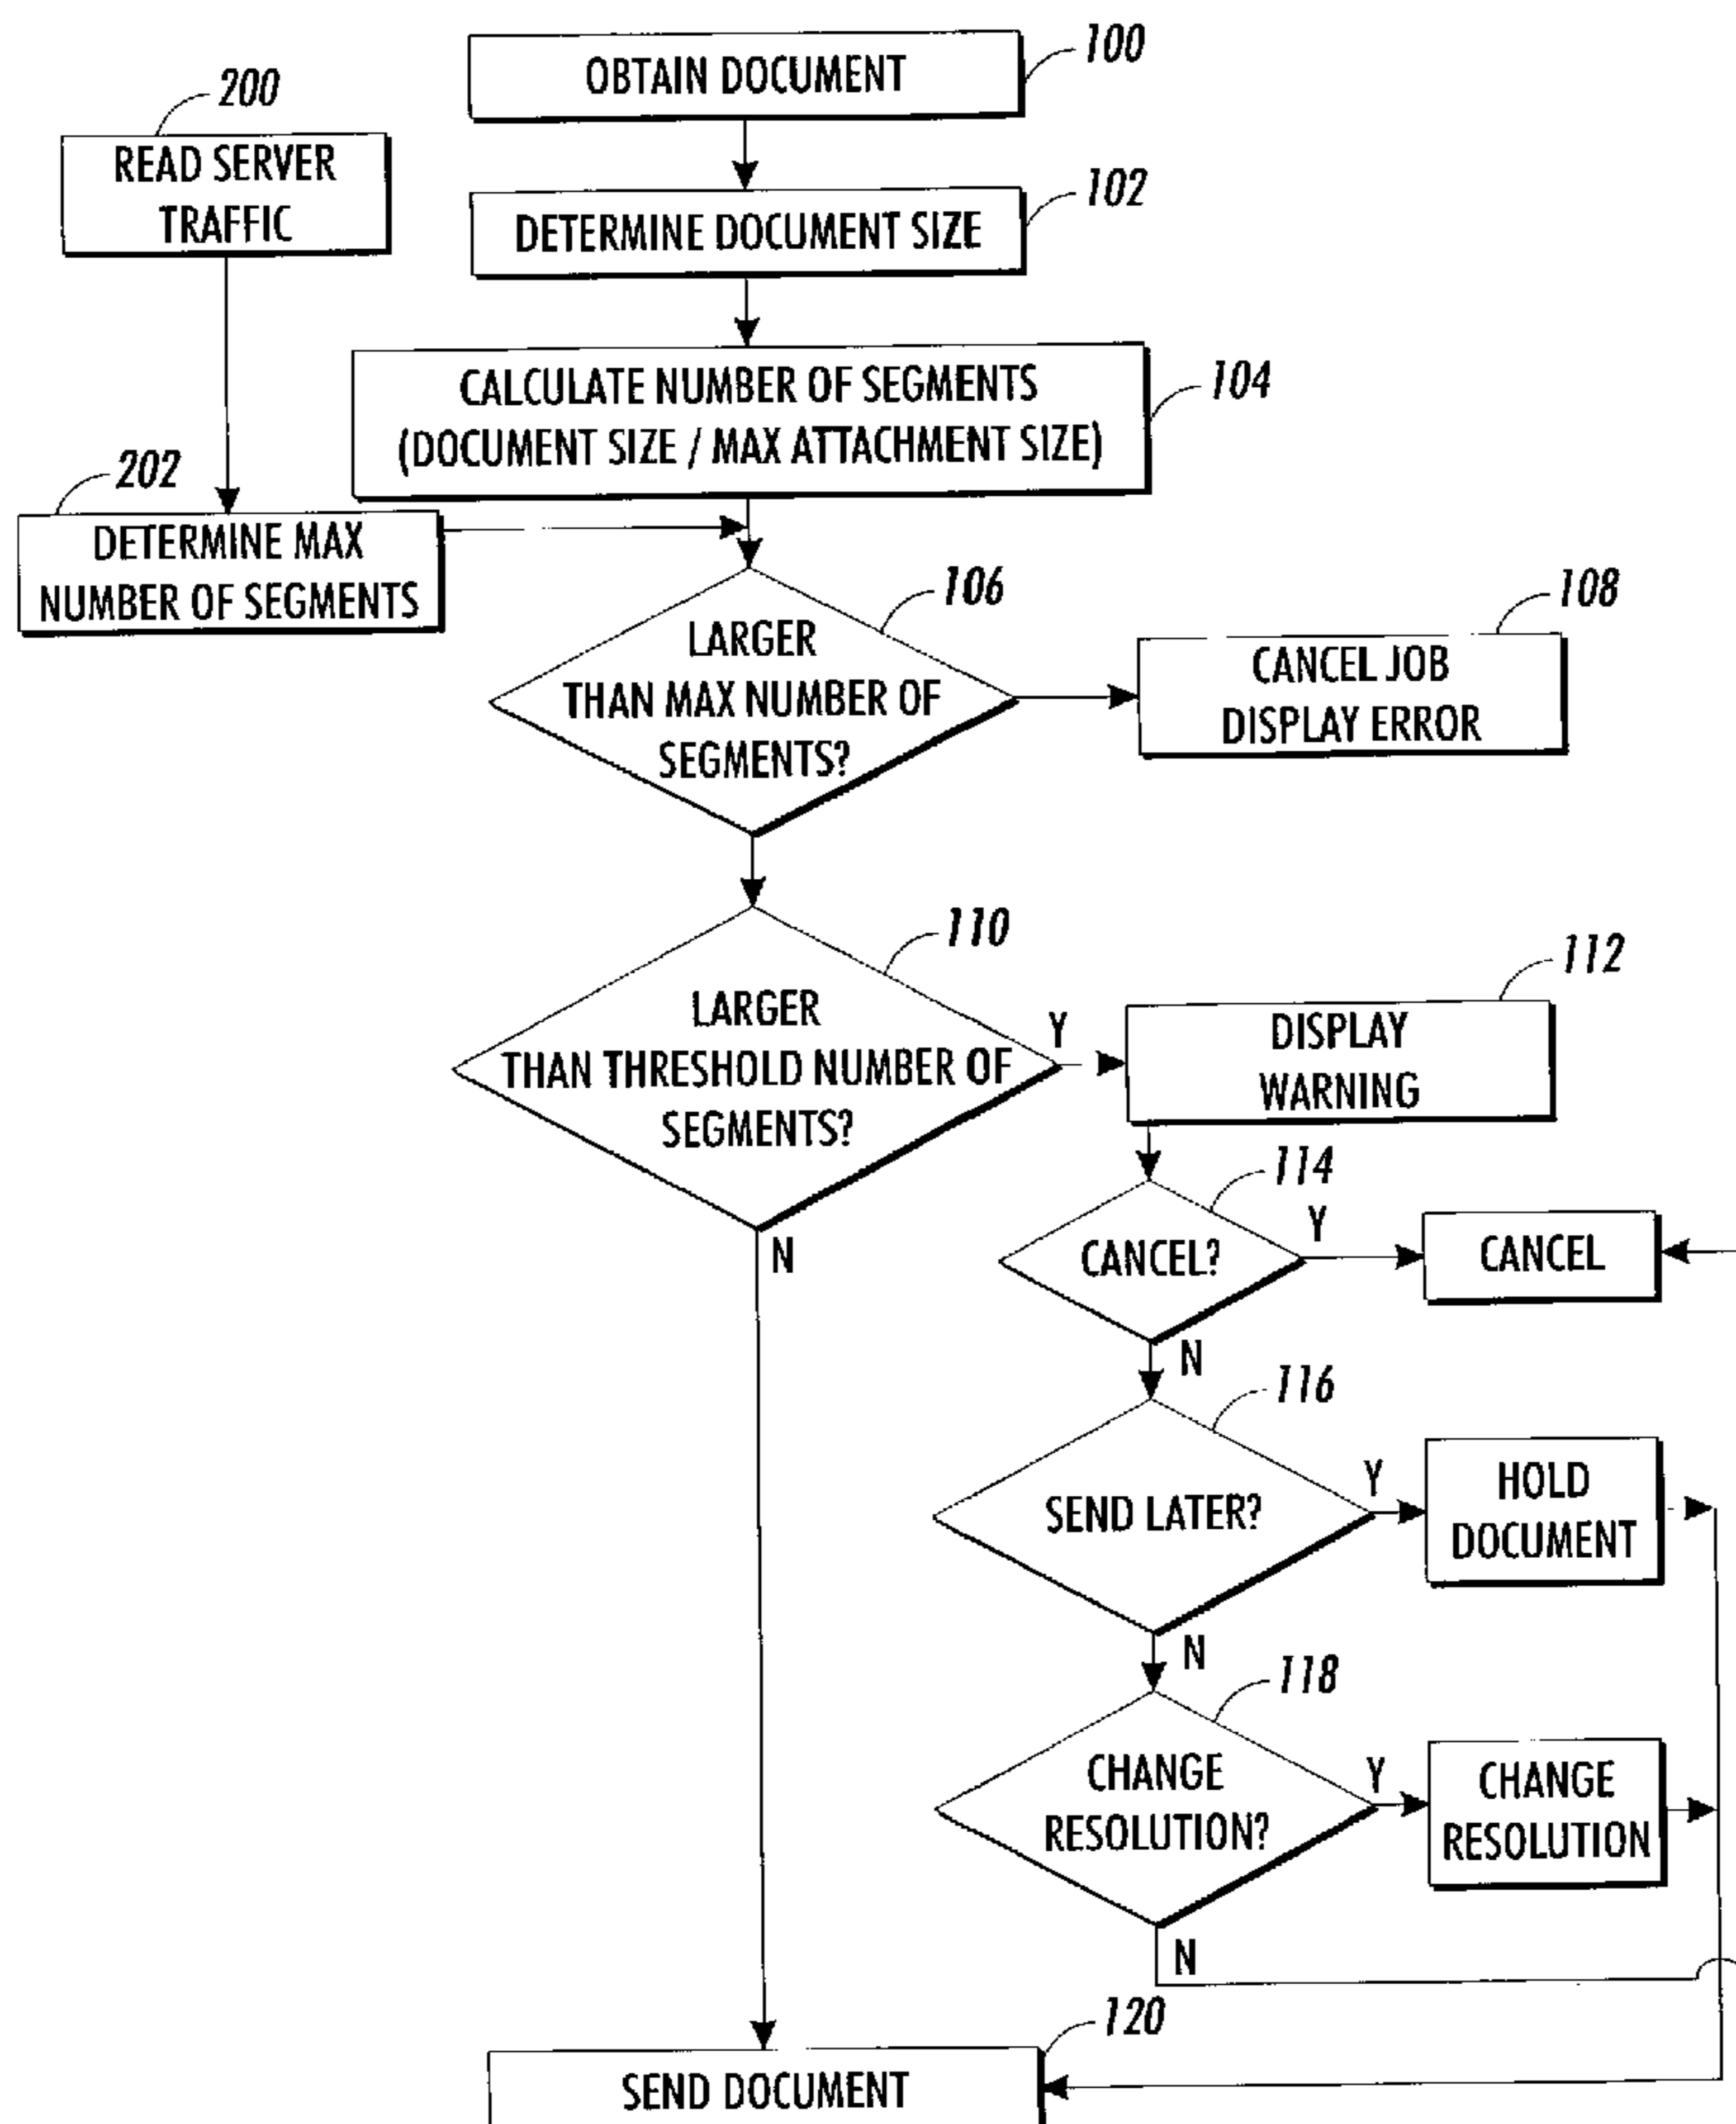 100
OBTAIN DOCUMENT
200
READ SERVER
TRAFFIC
102
DETERMINE DOCUMENT SIZE
104
CALCULATE NUMBER OF SEGMENTS
(DOCUMENT SIZE / MAX ATTACHMENT SIZE)
202
DETERMINE MAX
NUMBER OF SEGMENTS
106
LARGER
THAN MAX NUMBER OF
SEGMENTS?
108
CANCEL JOB
DISPLAY ERROR
110
LARGER
THAN THRESHOLD NUMBER OF
SEGMENTS?
Y
N
112
DISPLAY
WARNING
114
CANCEL?
Y
N
CANCEL
116
SEND LATER?
Y
N
HOLD
DOCUMENT
118
CHANGE
RESOLUTION?
Y
N
CHANGE
RESOLUTION
120
SEND DOCUMENT